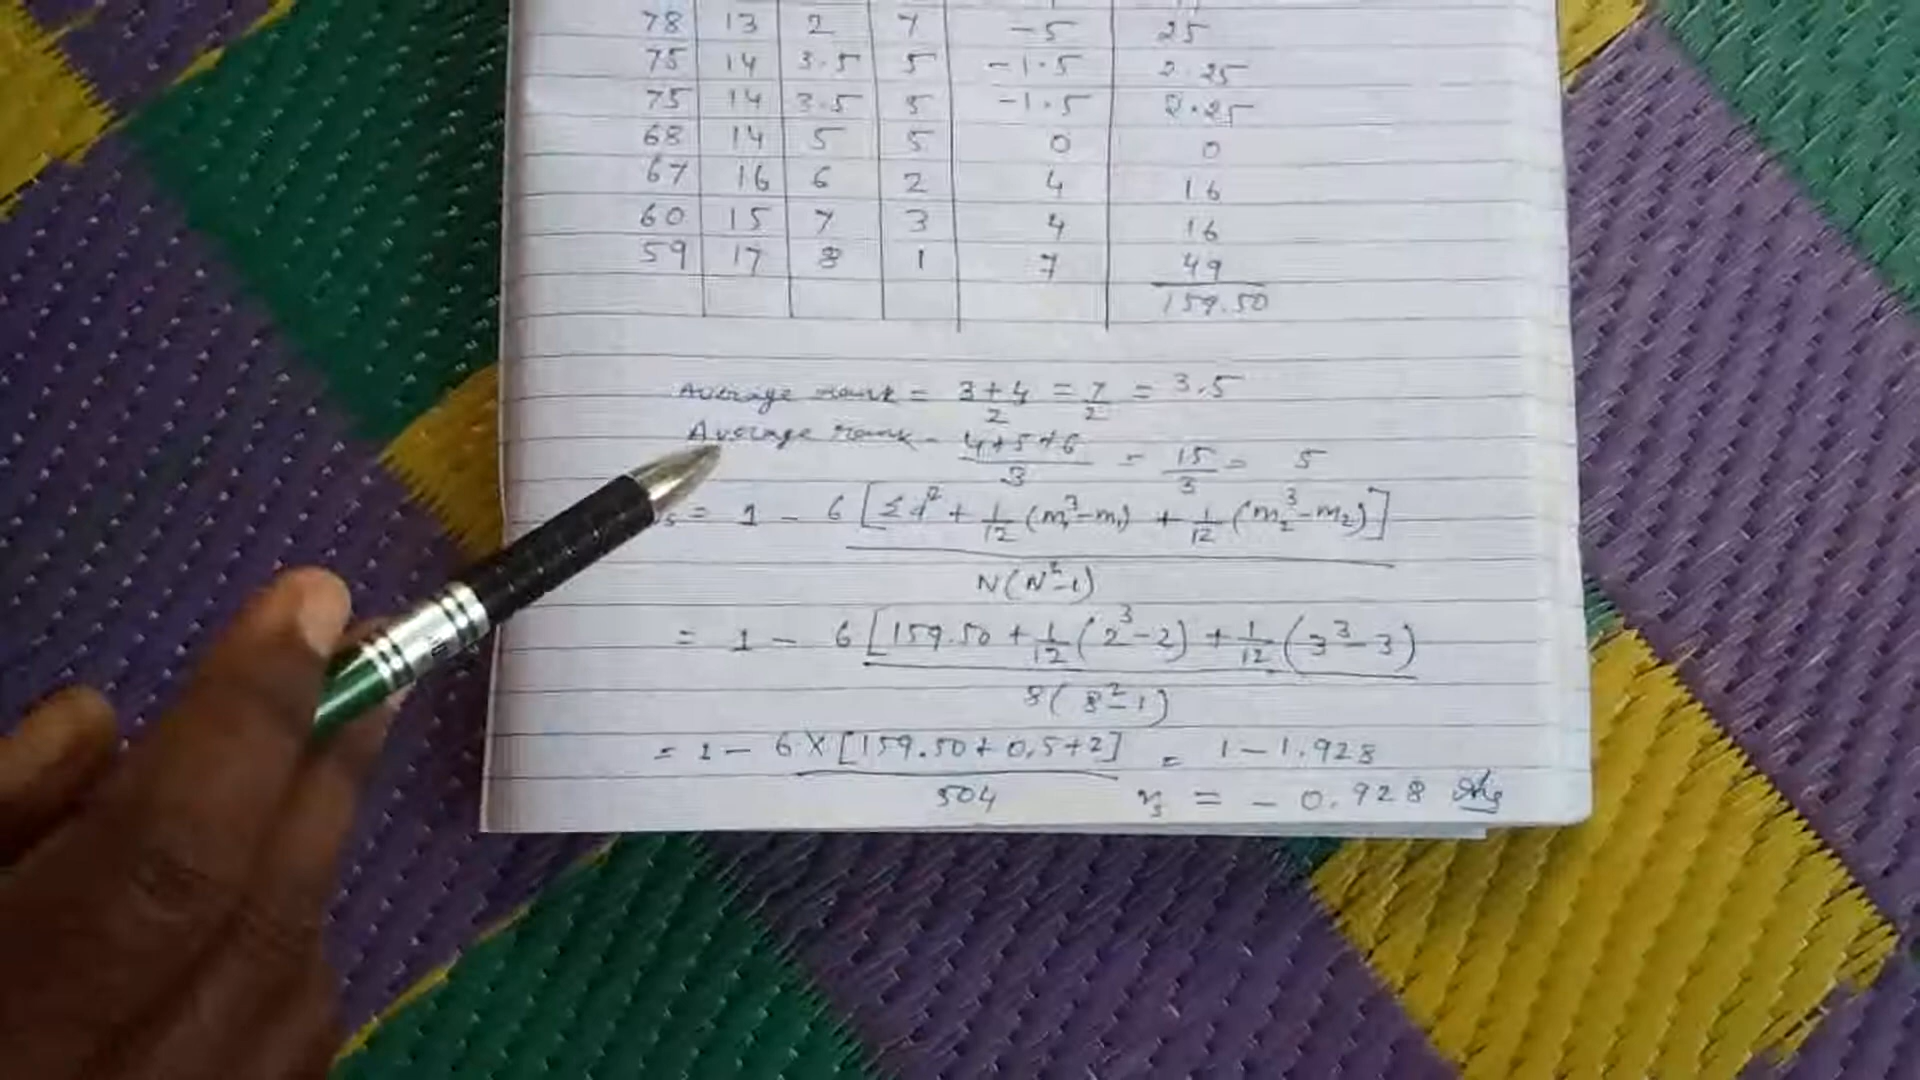 78 13 2 7 -5 25
75 14 3.5 5 -1.5 2.25
75 14 3.5 5 -1.5 2.25
68 14 5 5 0 0
67 16 6 2 4 16
60 15 7 3 4 16
59 17 8 1 7 49
159.50
Average rank = 3+4/2 = 7/2 = 3.5
Average rank - 4+5+6/3 = 15/3 = 5
s = 1 - 6[Σd² + 1/12(m₁³-m₁) + 1/12(m₂³-m₂)] / N(N²-1)
= 1 - 6[159.50 + 1/12(2³-2) + 1/12(3³-3) / 8(8²-1)
= 1 - 6×[159.50+0.5+2] / 504 = 1-1.928
r₅ = -0.928 Ans